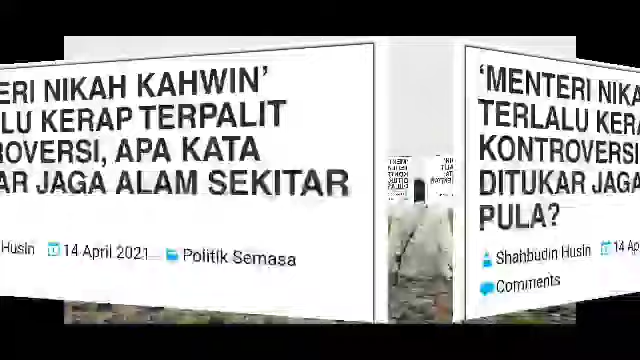 ERI NIKAH KAHWIN'
LU KERAP TERPALIT
ROVERSI, APA KATA
AR JAGA ALAM SEKITAR
Husin 14 April 2021 Politik Semasa
'MENTERI NIKA
TERLALU KERA
KONTROVERSI
DITUKAR JAGA
PULA?
Shahbudin Husin 14 Ap
Comments